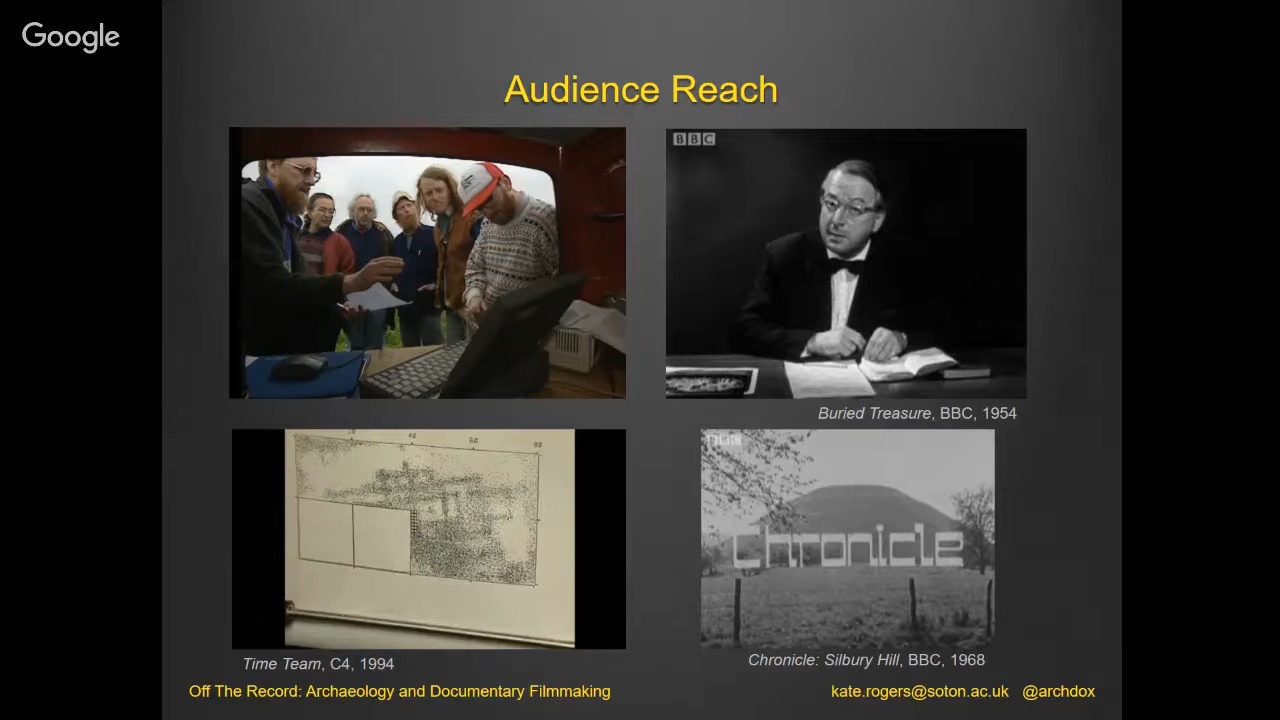 Google
Audience Reach
BBC
Buried Treasure, BBC, 1954
40
60
80
chronicle
Time Team, C4, 1994
Chronicle: Silbury Hill, BBC, 1968
Off The Record: Archaeology and Documentary Filmmaking
kate.rogers@soton.ac.uk @archdox